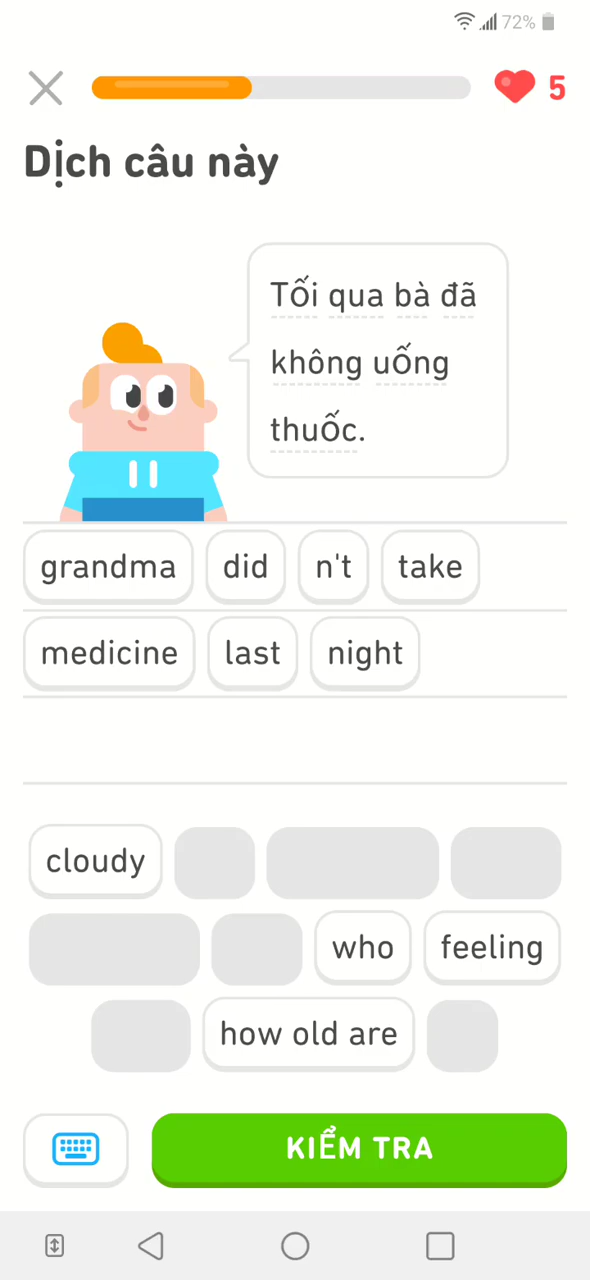 72%
5
Dịch câu này
Tối qua bà đã
không uống
thuốc.
grandma did n't take
medicine last night
cloudy
who feeling
how old are
KIỂM TRA